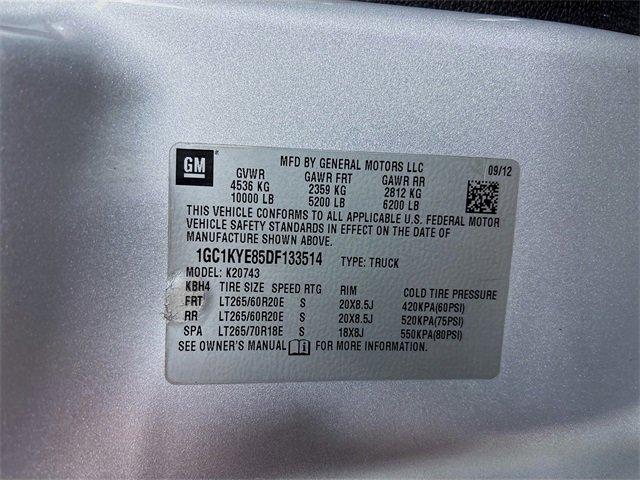 GM
MFD BY GENERAL MOTORS LLC 09/12
GVWR GAWR FRT GAWR RR
4536 KG 2359 KG 2812 KG
10000 LB 5200 LB 6200 LB
THIS VEHICLE CONFORMS TO ALL APPLICABLE U.S. FEDERAL MOTOR
VEHICLE SAFETY STANDARDS IN EFFECT ON THE DATE OF
MANUFACTURE SHOWN ABOVE.
1GC1KYE85DF133514 TYPE: TRUCK
MODEL: K20743
KBH4 TIRE SIZE SPEED RTG RIM COLD TIRE PRESSURE
FRT LT265/60R20E S 20X8.5J 420KPA(60PSI)
RR LT265/60R20E S 20X8.5J 520KPA(75PSI)
SPA LT265/70R18E S 18X8J 550KPA(80PSI)
SEE OWNER'S MANUAL i FOR MORE INFORMATION.